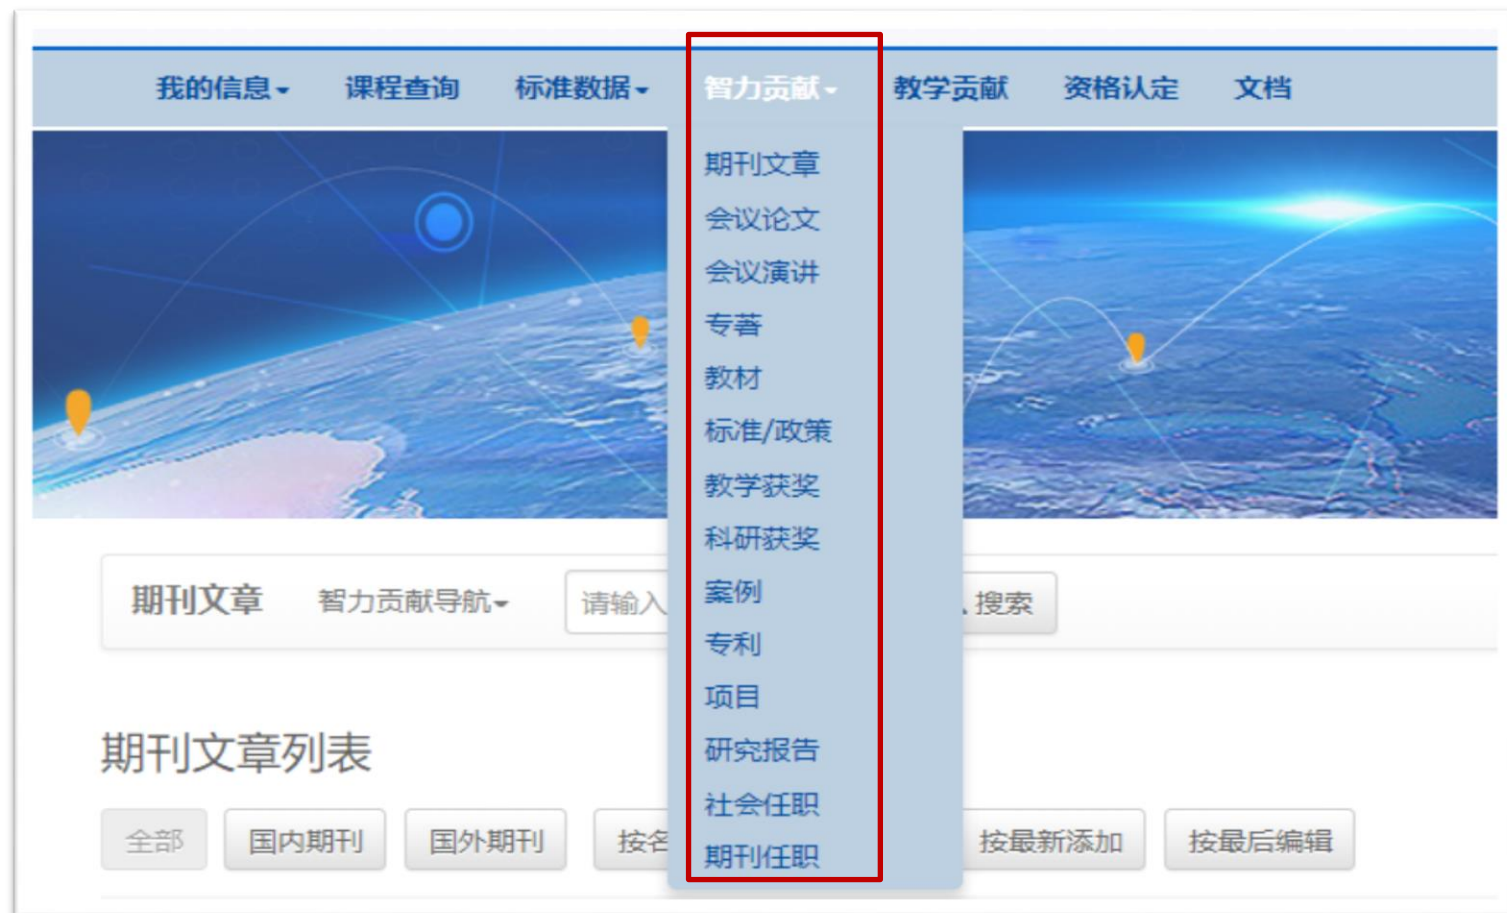 我的信息 课程查询 标准数据 智力贡献 教学贡献 资格认定 文档
期刊文章
会议论文
会议演讲
专著
教材
标准/政策
教学获奖
科研获奖
案例
专利
项目
研究报告
社会任职
期刊任职
期刊文章 智力贡献导航 请输入 搜索
期刊文章列表
全部 国内期刊 国外期刊 按名 按最新添加 按最后编辑